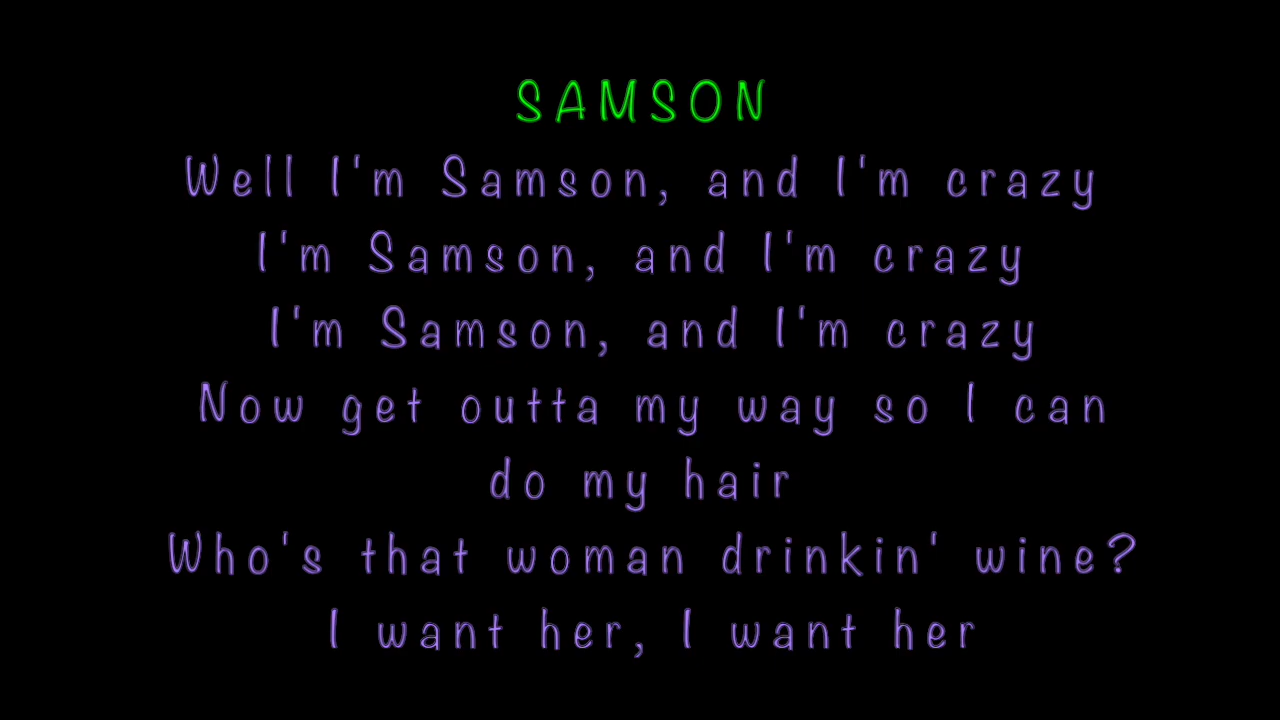 SAMSON
Well I'm Samson, and I'm crazy
I'm Samson, and I'm crazy
I'm Samson, and I'm crazy
Now get outta my way so I can
do my hair
Who's that woman drinkin' wine?
I want her, I want her